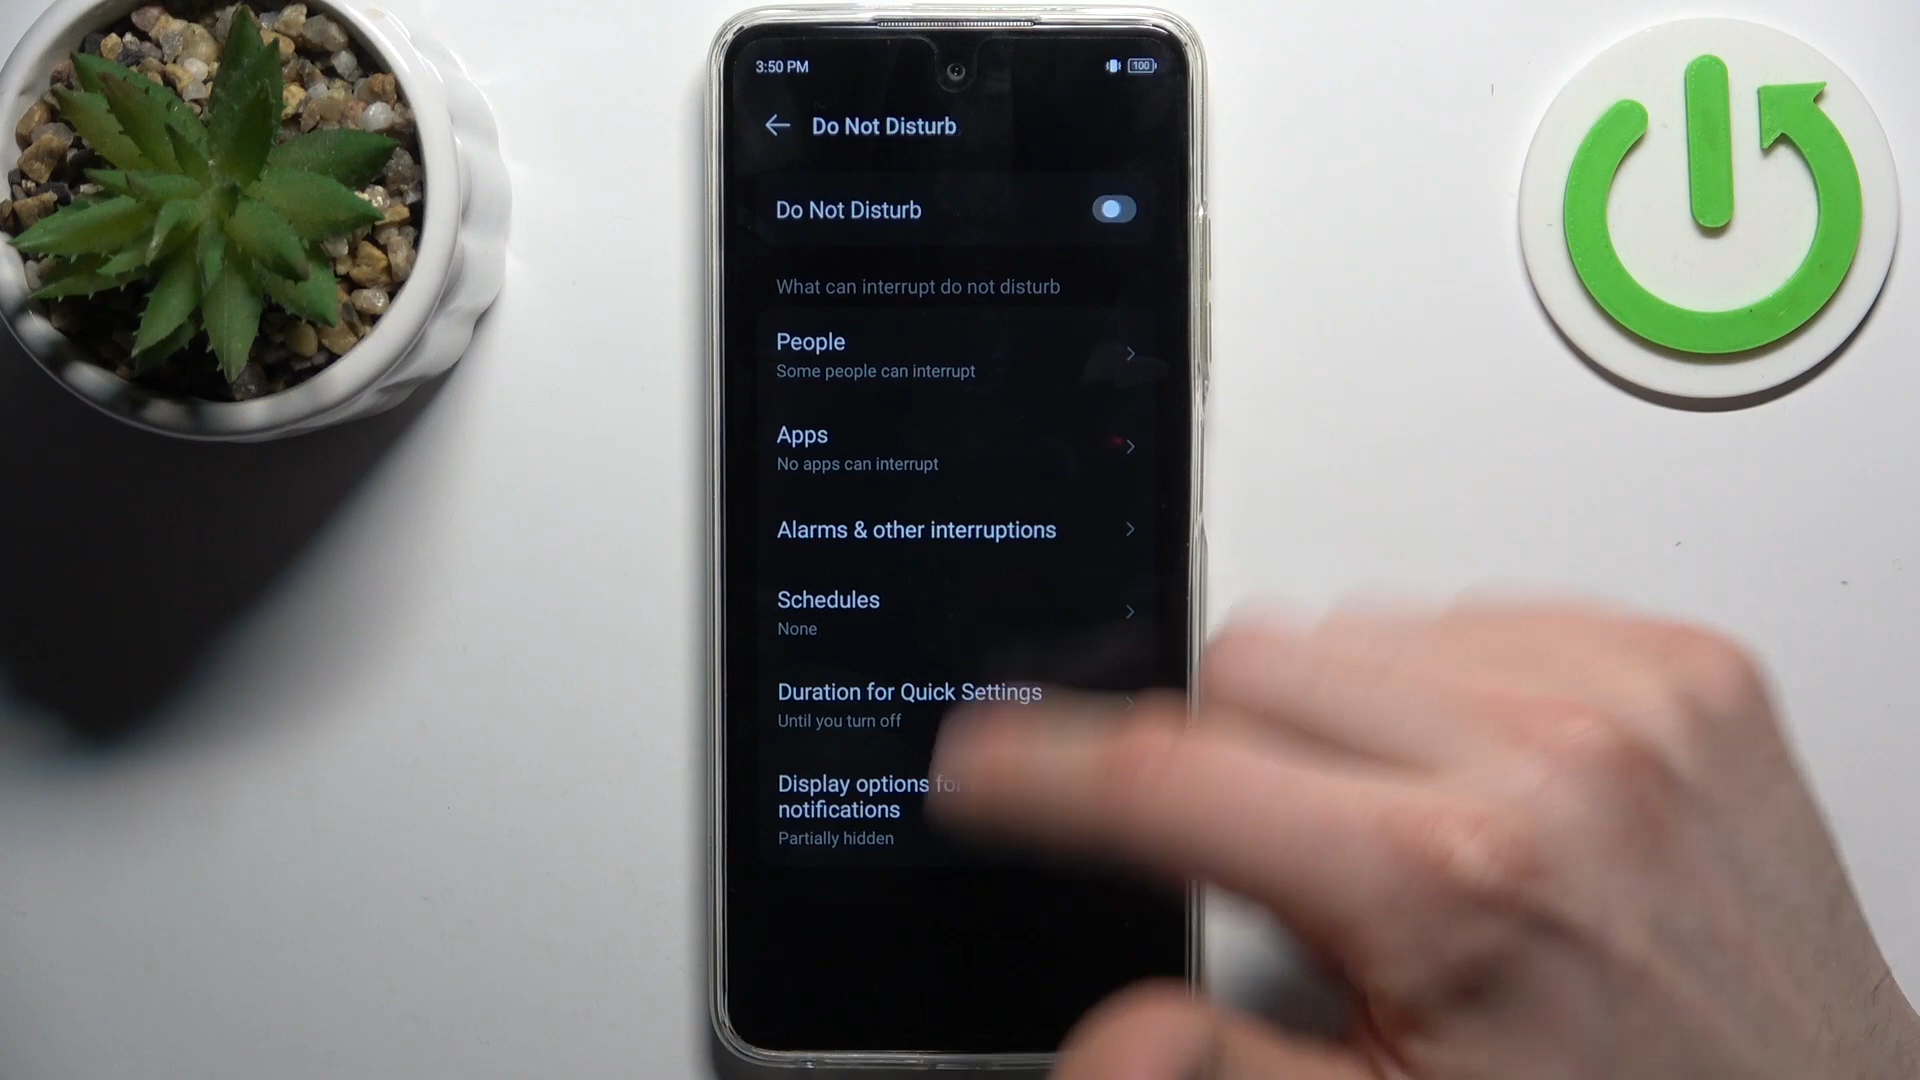 3:50 PM
100
Do Not Disturb
Do Not Disturb
What can interrupt do not disturb
People
Some people can interrupt
Apps
No apps can interrupt
Alarms & other interruptions
Schedules
None
Duration for Quick Settings
Until you turn off
Display options for
notifications
Partially hidden